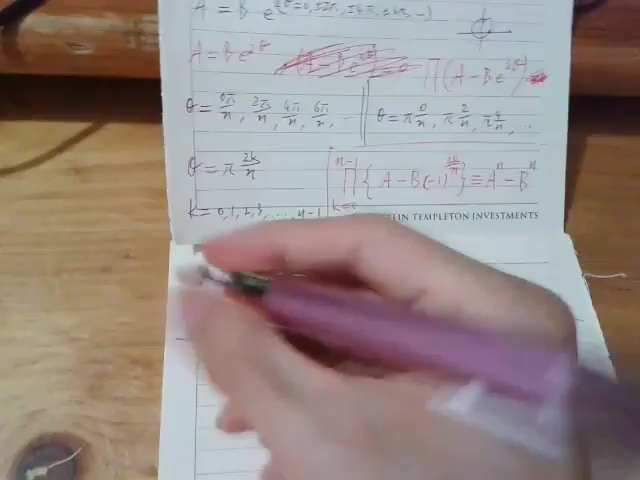 A = B e^(iθ = 0, ±2π, ±4π, ±6π, …)
A = B e^iθ ∏(A − B e^iθ)
θ = 0π/n, 2π/n, 4π/n, 6π/n, … θ = π 0/n, π 2/n, π 4/n, …
θ = π 2k/n
∏_{k=0}^{n-1} { A − B(−1)^{2k/n} } ≡ A^n − B^n
k = 0, 1, 2, 3, …, n-1
TEMPLETON INVESTMENTS